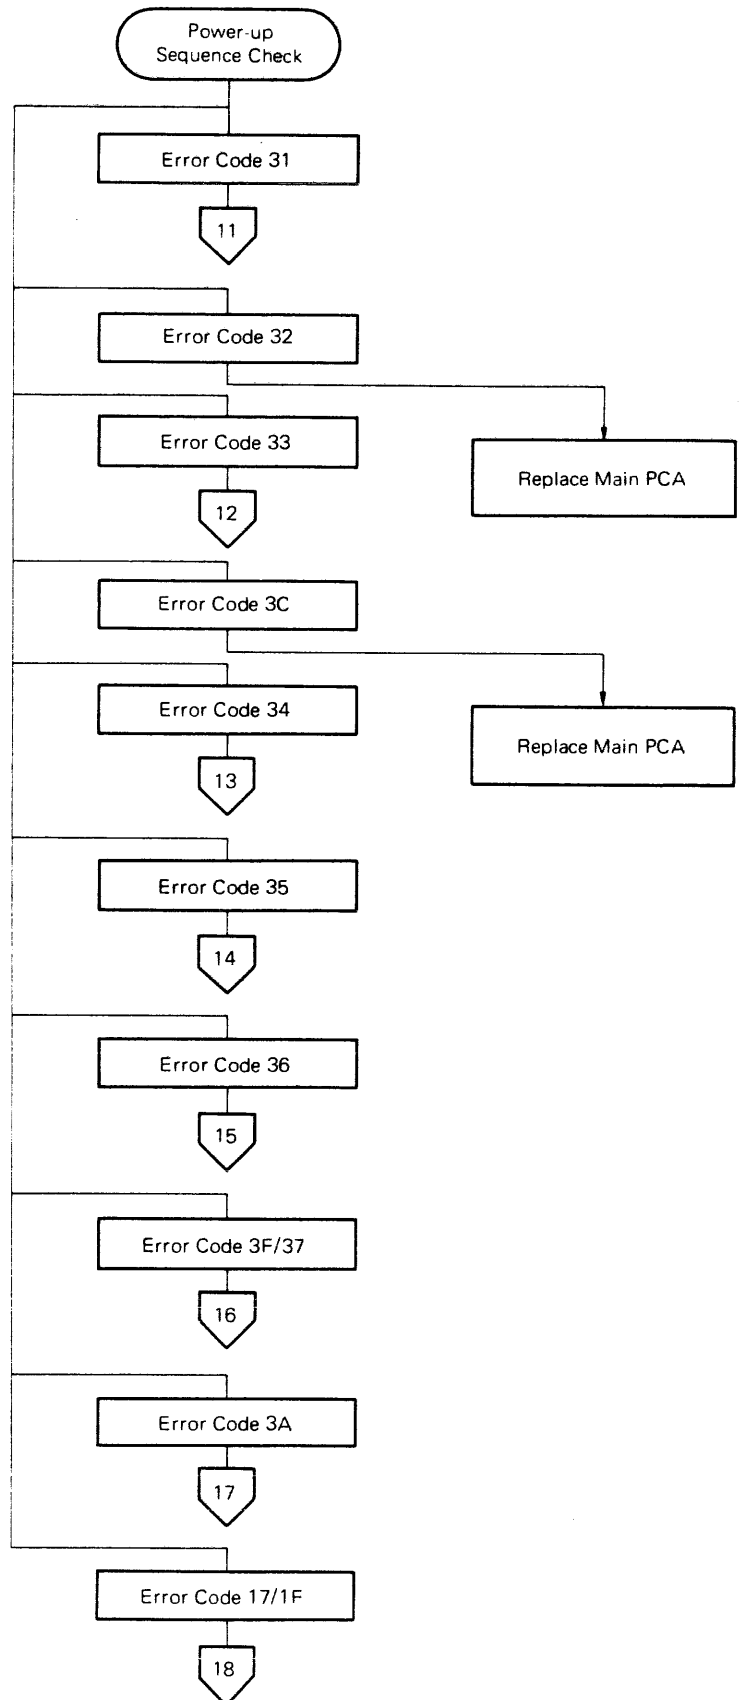 Power-up
Sequence Check
Error Code 31
11
Error Code 32
Error Code 33
Replace Main PCA
12
Error Code 3C
Error Code 34
Replace Main PCA
13
Error Code 35
14
Error Code 36
15
Error Code 3F/37
16
Error Code 3A
17
Error Code 17/1F
18